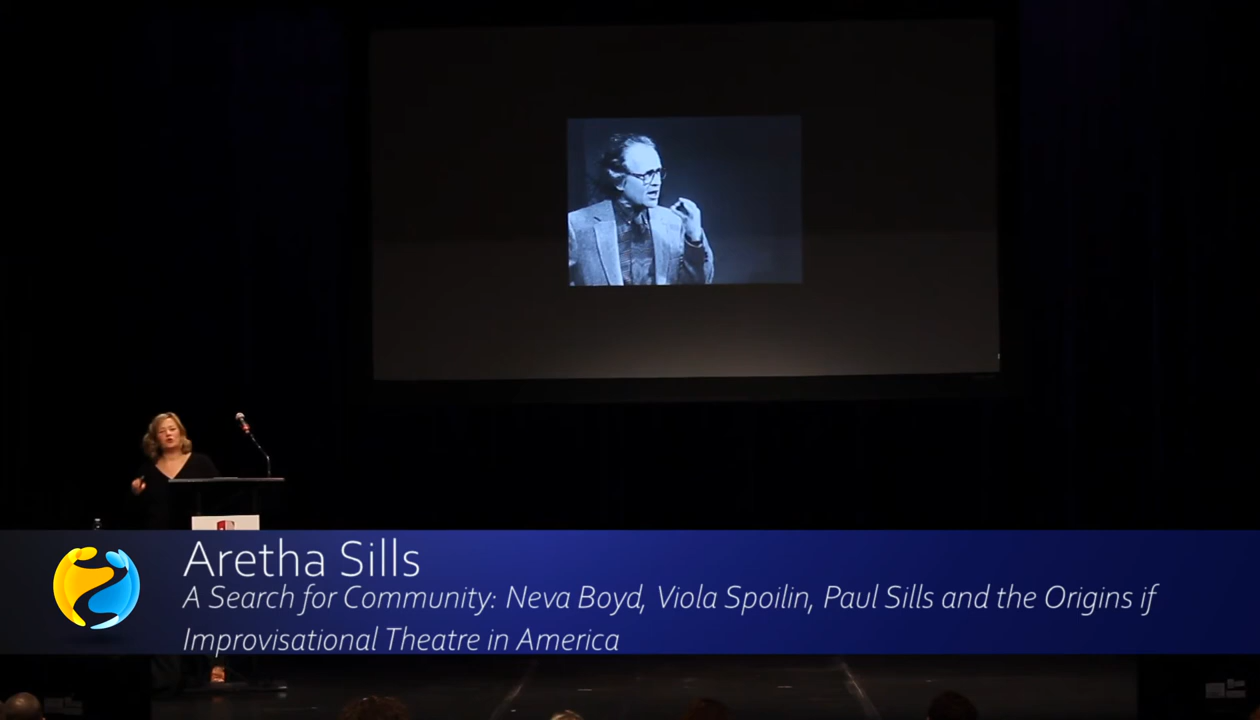 Aretha Sills
A Search for Community: Neva Boyd, Viola Spoilin, Paul Sills and the Origins if
Improvisational Theatre in America